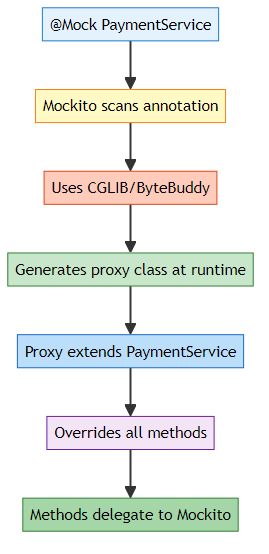 @Mock PaymentService
Mockito scans annotation
Uses CGLIB/ByteBuddy
Generates proxy class at runtime
Proxy extends PaymentService
Overrides all methods
Methods delegate to Mockito